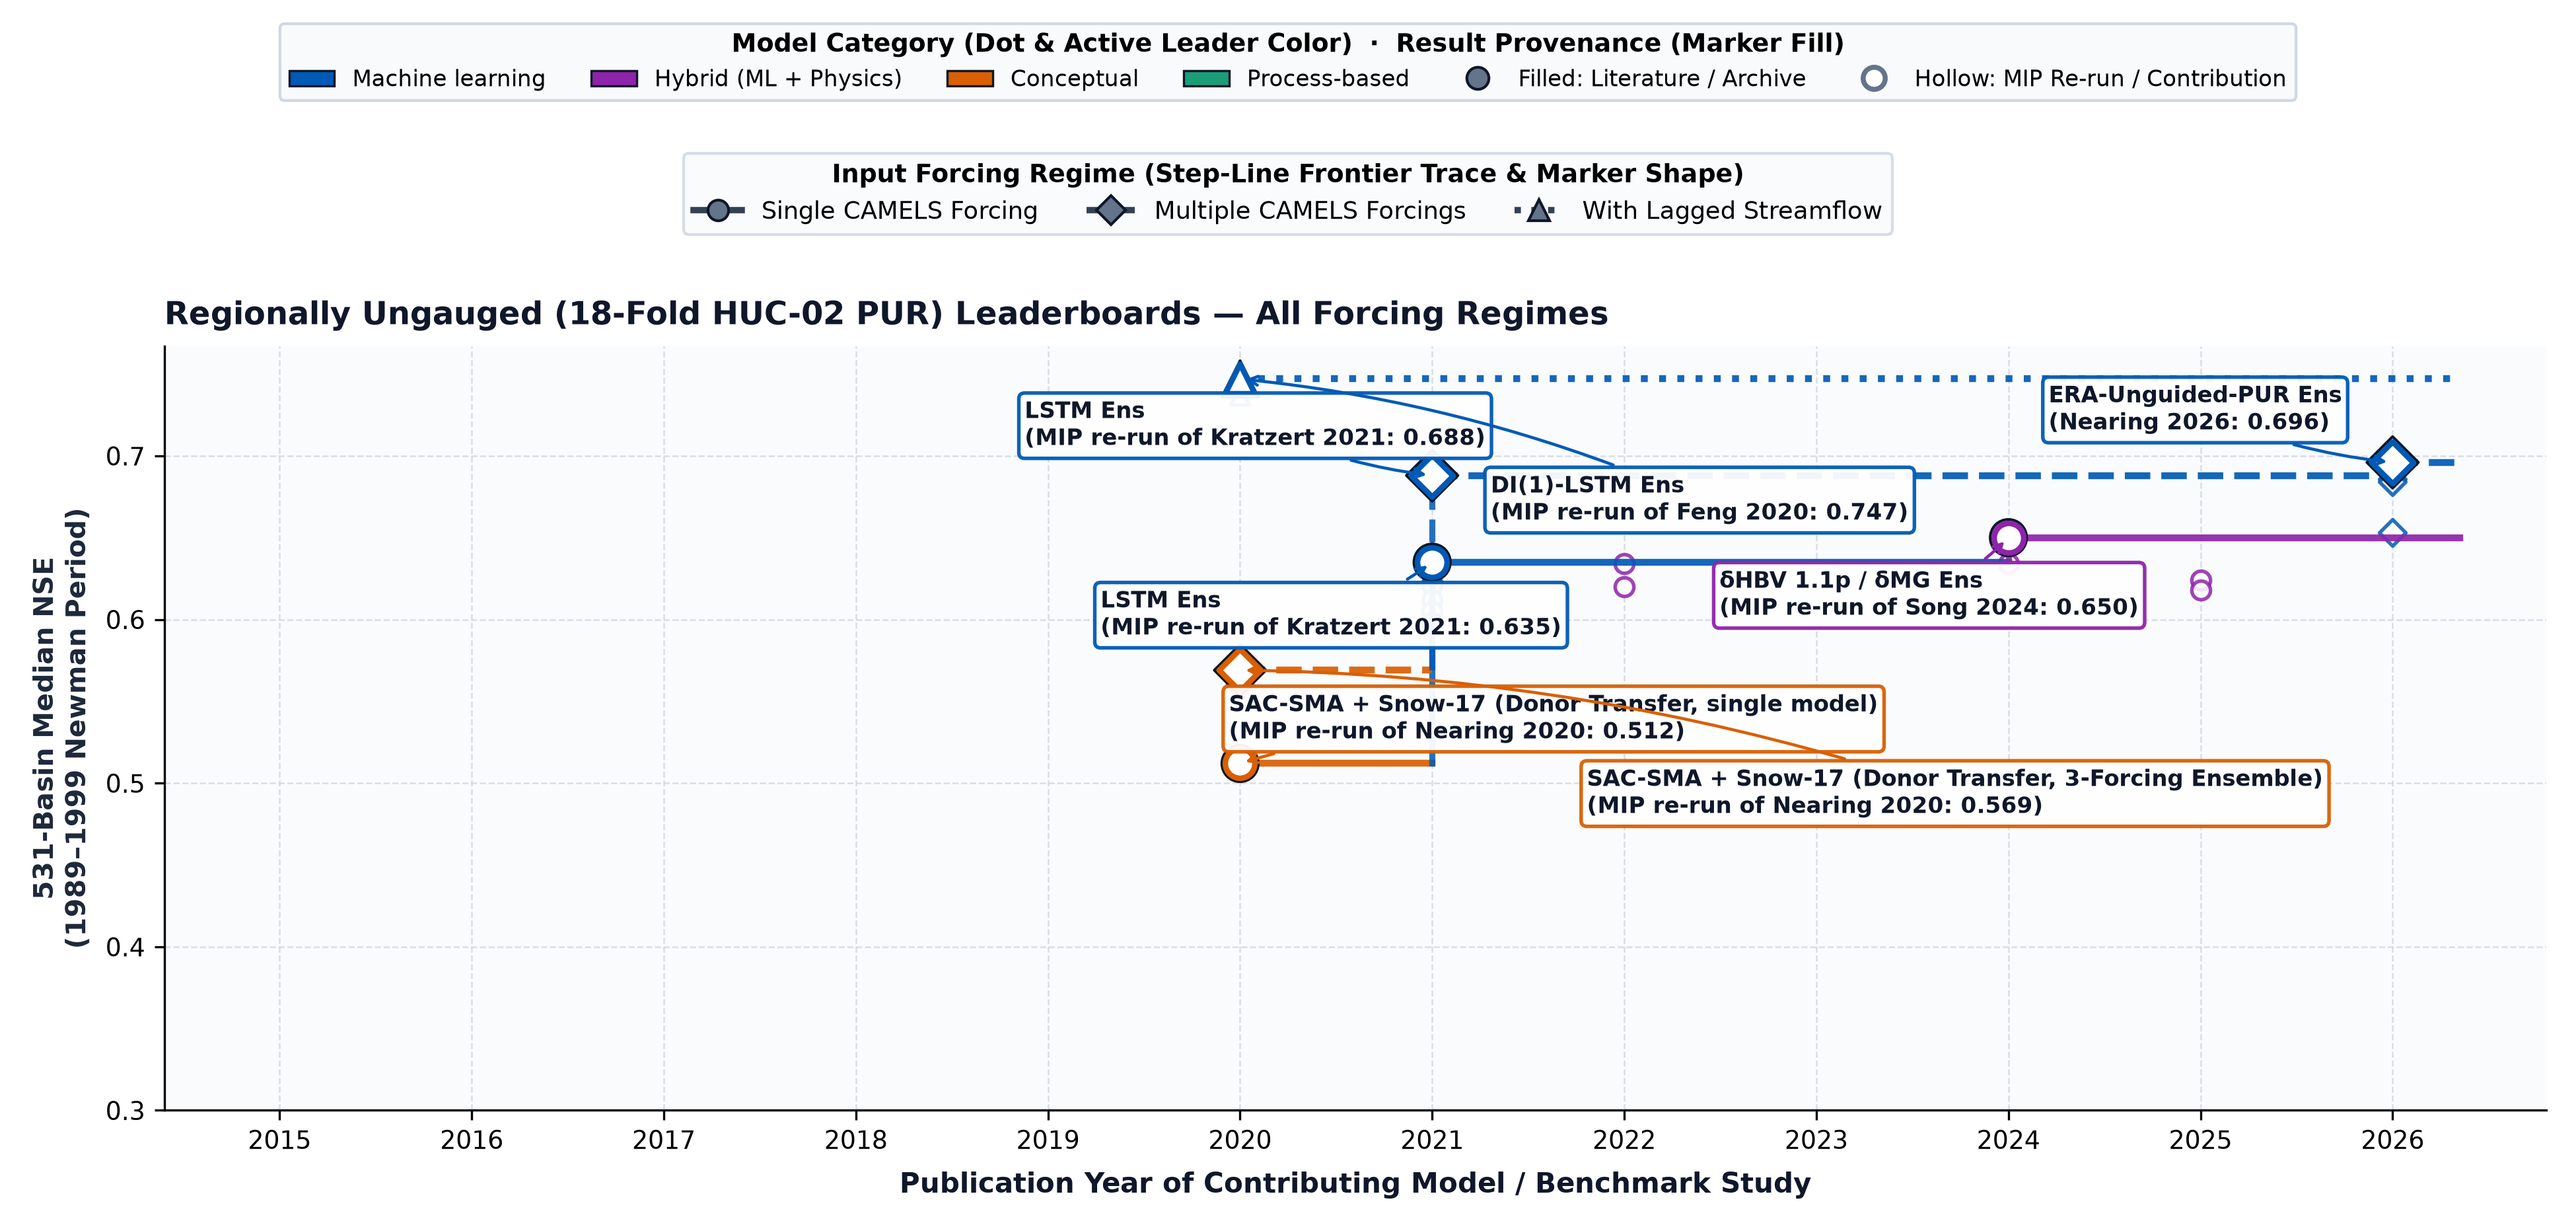 Model Category (Dot & Active Leader Color)  ·  Result Provenance (Marker Fill)
Machine learning
Hybrid (ML + Physics)
Conceptual
Process-based
Filled: Literature / Archive
Hollow: MIP Re-run / Contribution
Input Forcing Regime (Step-Line Frontier Trace & Marker Shape)
Single CAMELS Forcing
Multiple CAMELS Forcings
With Lagged Streamflow
Regionally Ungauged (18-Fold HUC-02 PUR) Leaderboards — All Forcing Regimes
531-Basin Median NSE
(1989–1999 Newman Period)
0.7
0.6
0.5
0.4
0.3
LSTM Ens
(MIP re-run of Kratzert 2021: 0.688)
ERA-Unguided-PUR Ens
(Nearing 2026: 0.696)
DI(1)-LSTM Ens
(MIP re-run of Feng 2020: 0.747)
LSTM Ens
(MIP re-run of Kratzert 2021: 0.635)
δHBV 1.1p / δMG Ens
(MIP re-run of Song 2024: 0.650)
SAC-SMA + Snow-17 (Donor Transfer, single model)
(MIP re-run of Nearing 2020: 0.512)
SAC-SMA + Snow-17 (Donor Transfer, 3-Forcing Ensemble)
(MIP re-run of Nearing 2020: 0.569)
2015 2016 2017 2018 2019 2020 2021 2022 2023 2024 2025 2026
Publication Year of Contributing Model / Benchmark Study